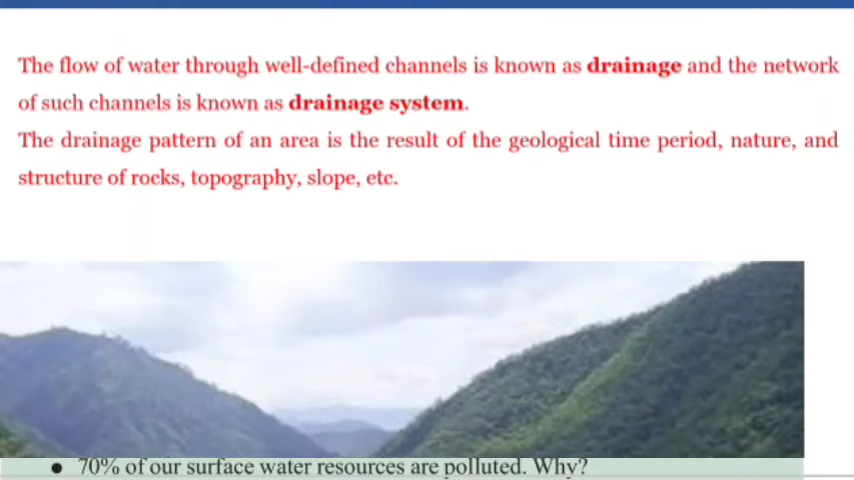 The flow of water through well-defined channels is known as drainage and the network
of such channels is known as drainage system.
The drainage pattern of an area is the result of the geological time period, nature, and
structure of rocks, topography, slope, etc.
● 70% of our surface water resources are polluted. Why?